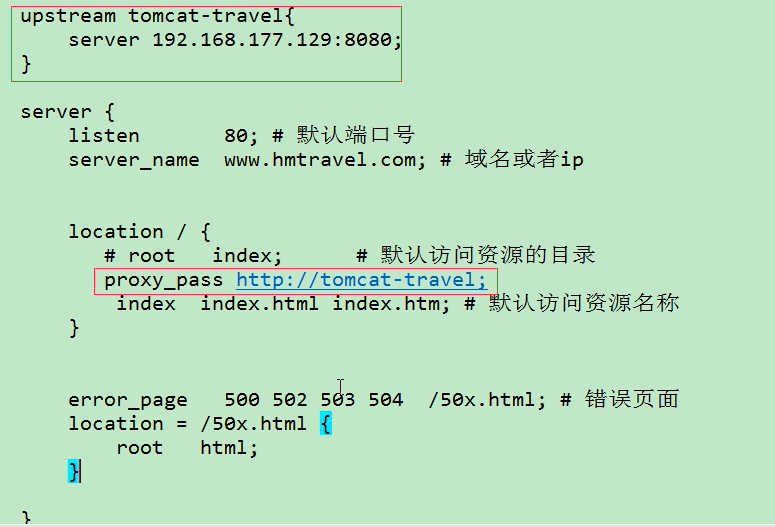 upstream tomcat-travel{
    server 192.168.177.129:8080;
}
server {
    listen       80; # 默认端口号
    server_name  www.hmtravel.com; # 域名或者ip
    location / {
       # root   index;      # 默认访问资源的目录
       proxy_pass http://tomcat-travel;
        index  index.html index.htm; # 默认访问资源名称
    }
    error_page   500 502 503 504  /50x.html; # 错误页面
    location = /50x.html {
        root   html;
    }
}